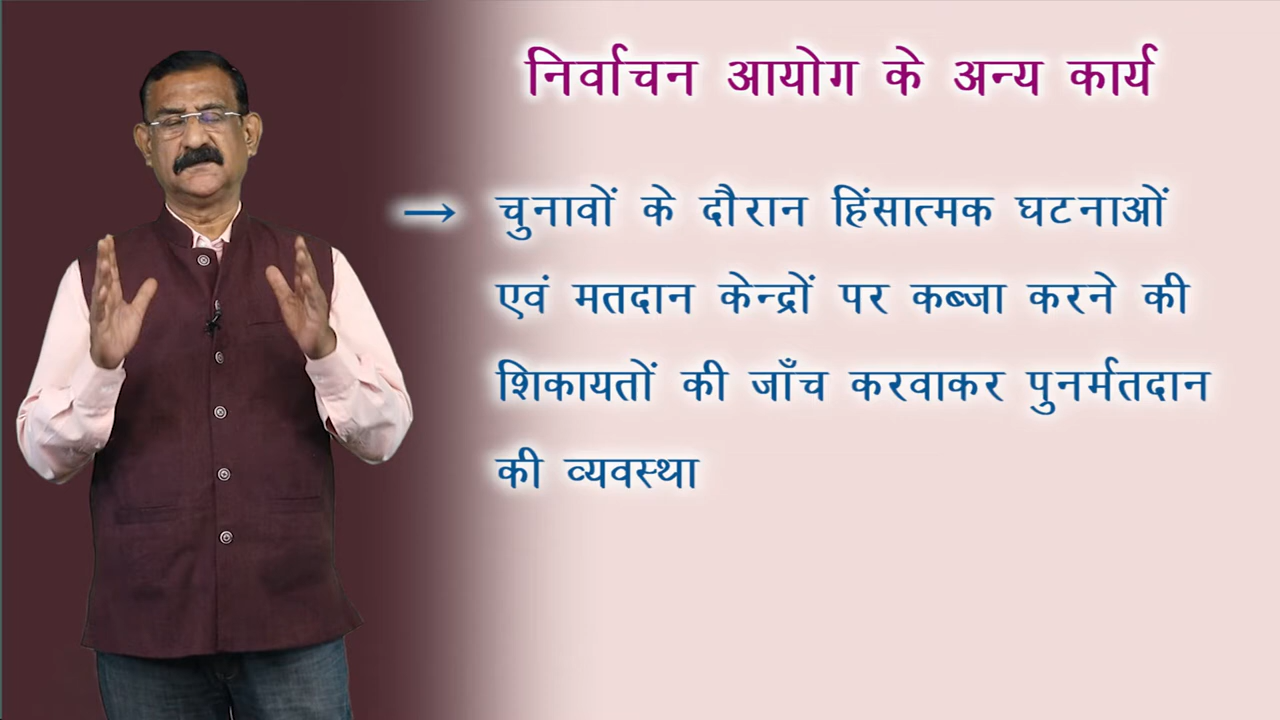 निर्वाचन आयोग के अन्य कार्य
→ चुनावों के दौरान हिंसात्मक घटनाओं
एवं मतदान केन्द्रों पर कब्जा करने की
शिकायतों की जाँच करवाकर पुनर्मतदान
की व्यवस्था